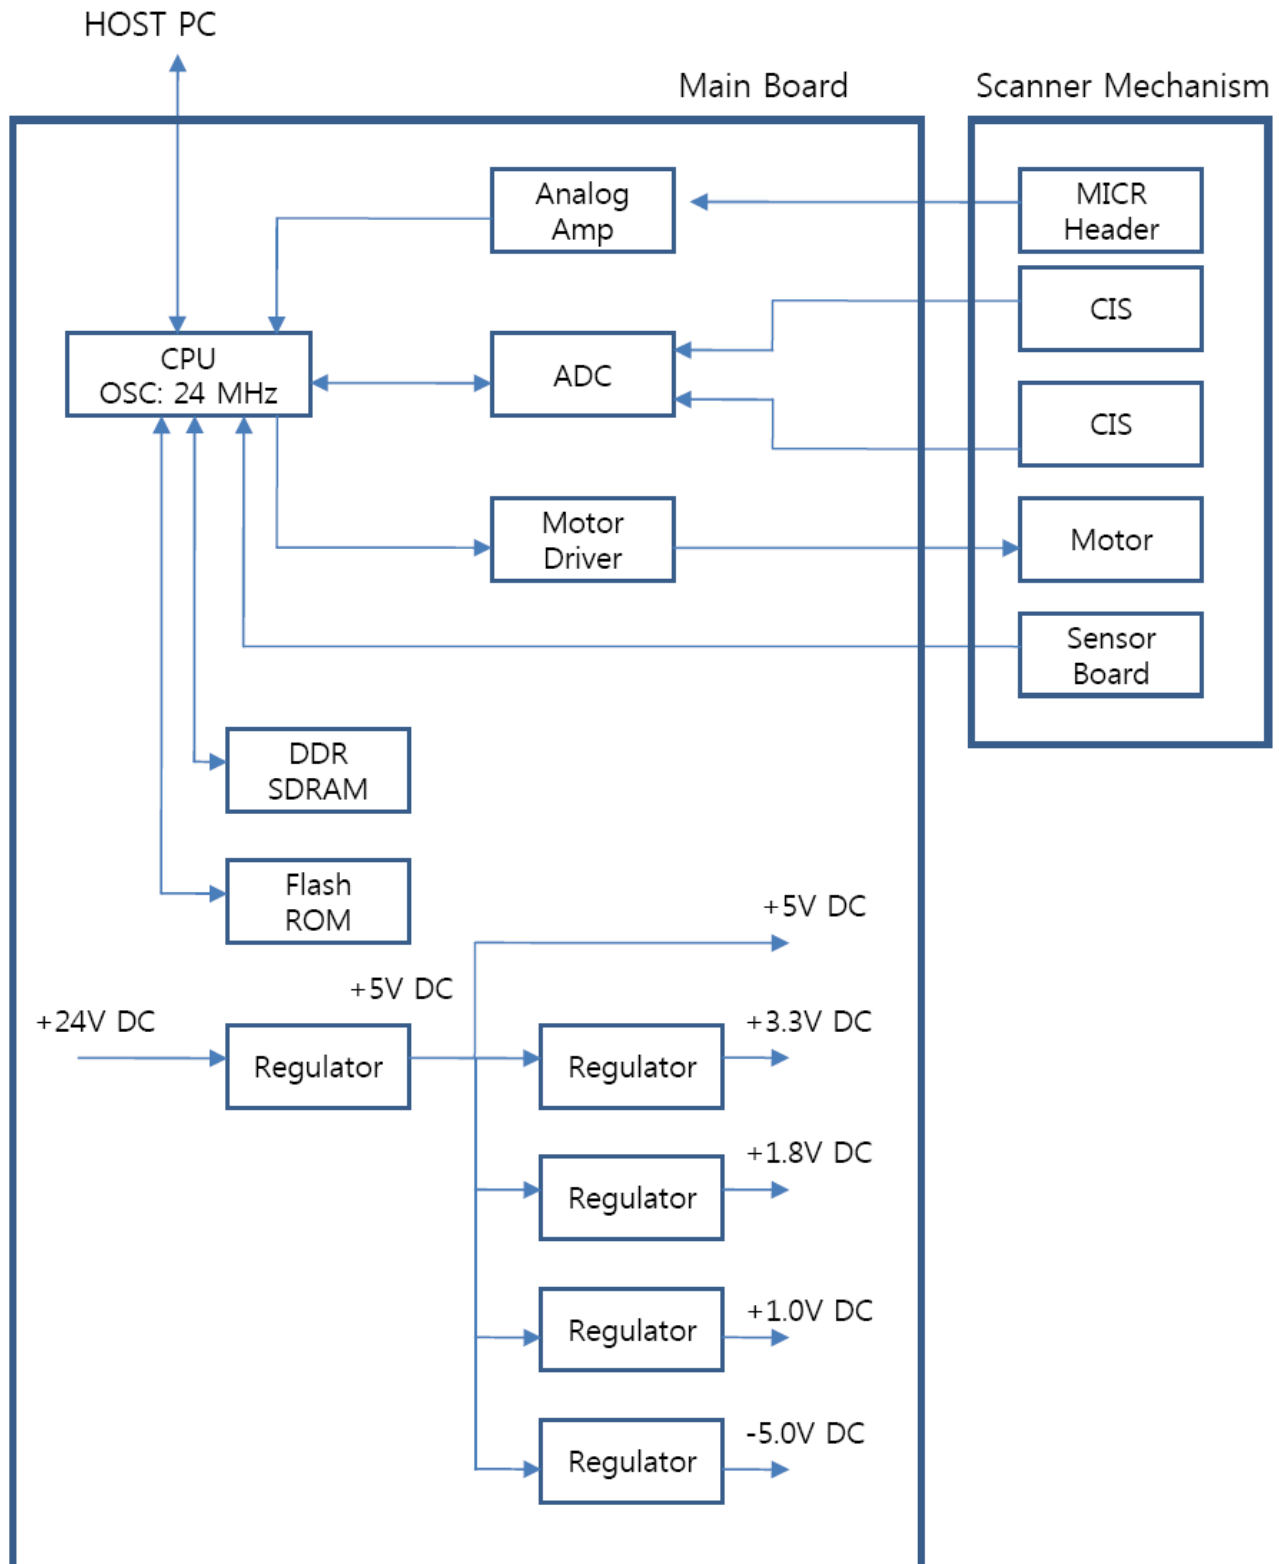 HOST PC
Main Board
Scanner Mechanism
Analog
Amp
MICR
Header
CIS
CPU
OSC: 24 MHz
ADC
CIS
Motor
Driver
Motor
Sensor
Board
DDR
SDRAM
Flash
ROM
+5V DC
+5V DC
+24V DC
+3.3V DC
Regulator
Regulator
+1.8V DC
Regulator
+1.0V DC
Regulator
-5.0V DC
Regulator